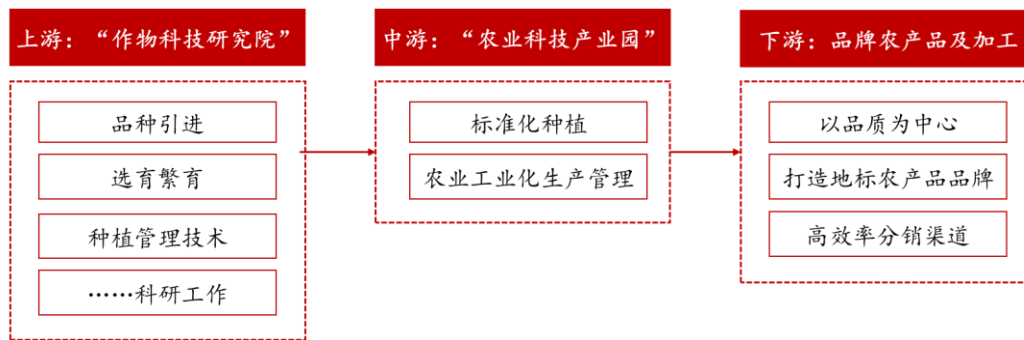 上游：“作物科技研究院”
品种引进
选育繁育
种植管理技术
……科研工作
中游：“农业科技产业园”
标准化种植
农业工业化生产管理
下游：品牌农产品及加工
以品质为中心
打造地标农产品品牌
高效率分销渠道